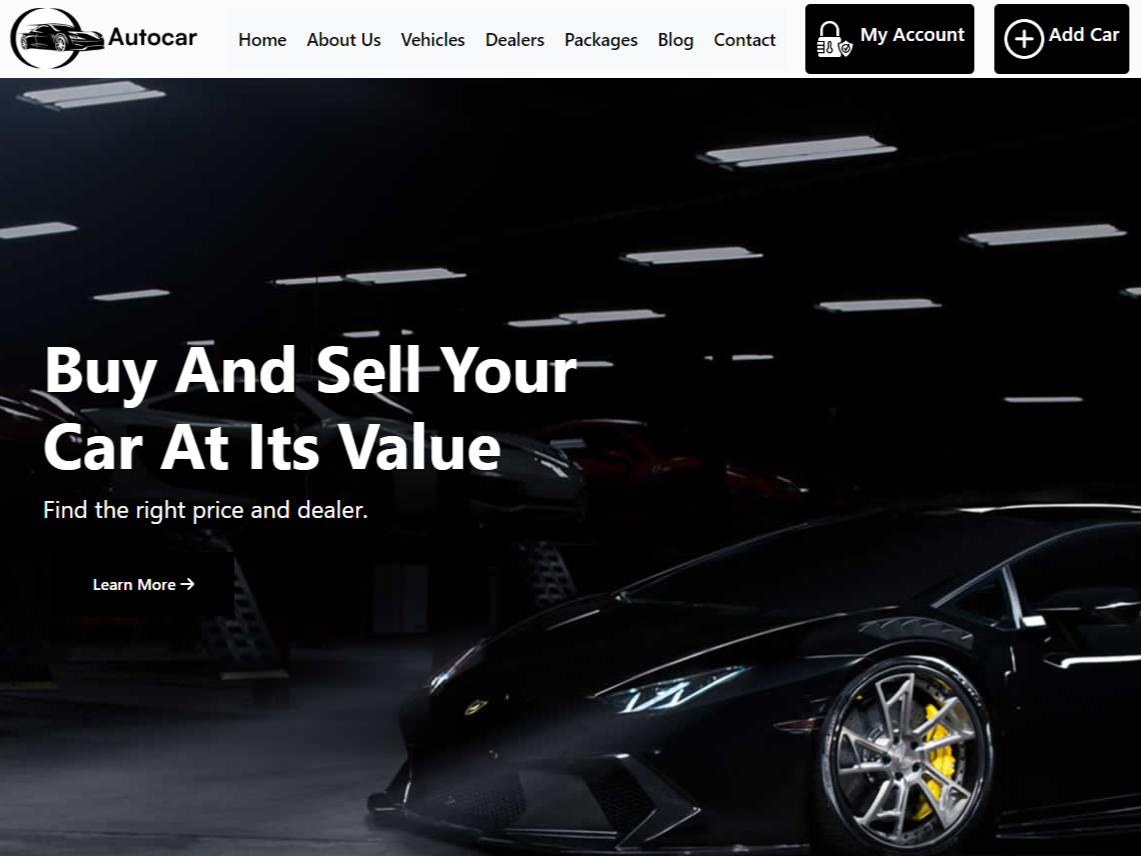 Autocar
Home About Us Vehicles Dealers Packages Blog Contact
My Account
Add Car
Buy And Sell Your
Car At Its Value
Find the right price and dealer.
Learn More →